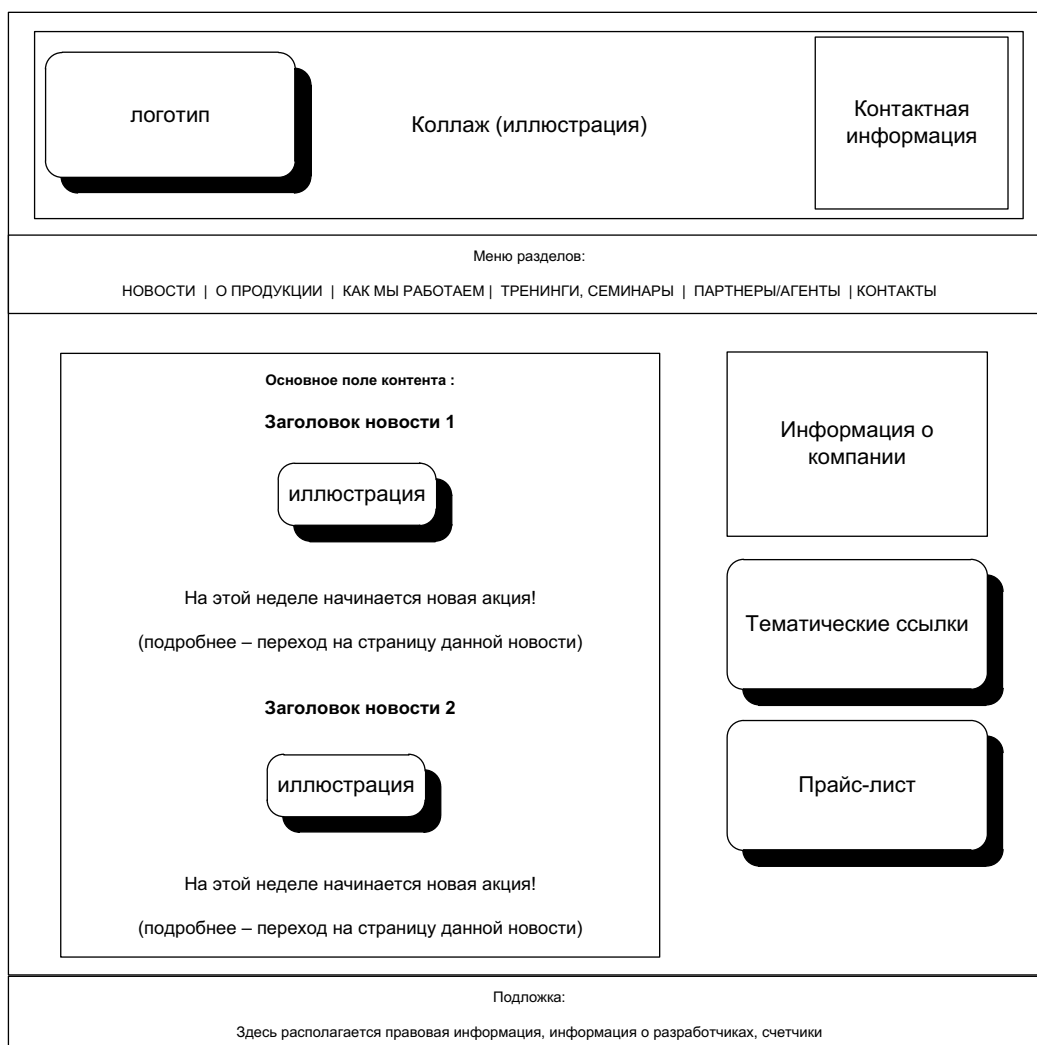 логотип
Коллаж (иллюстрация)
Контактная
информация
Меню разделов:
НОВОСТИ | О ПРОДУКЦИИ | КАК МЫ РАБОТАЕМ | ТРЕНИНГИ, СЕМИНАРЫ | ПАРТНЕРЫ/АГЕНТЫ | КОНТАКТЫ
Основное поле контента :
Заголовок новости 1
иллюстрация
На этой неделе начинается новая акция!
(подробнее – переход на страницу данной новости)
Заголовок новости 2
иллюстрация
На этой неделе начинается новая акция!
(подробнее – переход на страницу данной новости)
Информация о
компании
Тематические ссылки
Прайс-лист
Подложка:
Здесь располагается правовая информация, информация о разработчиках, счетчики